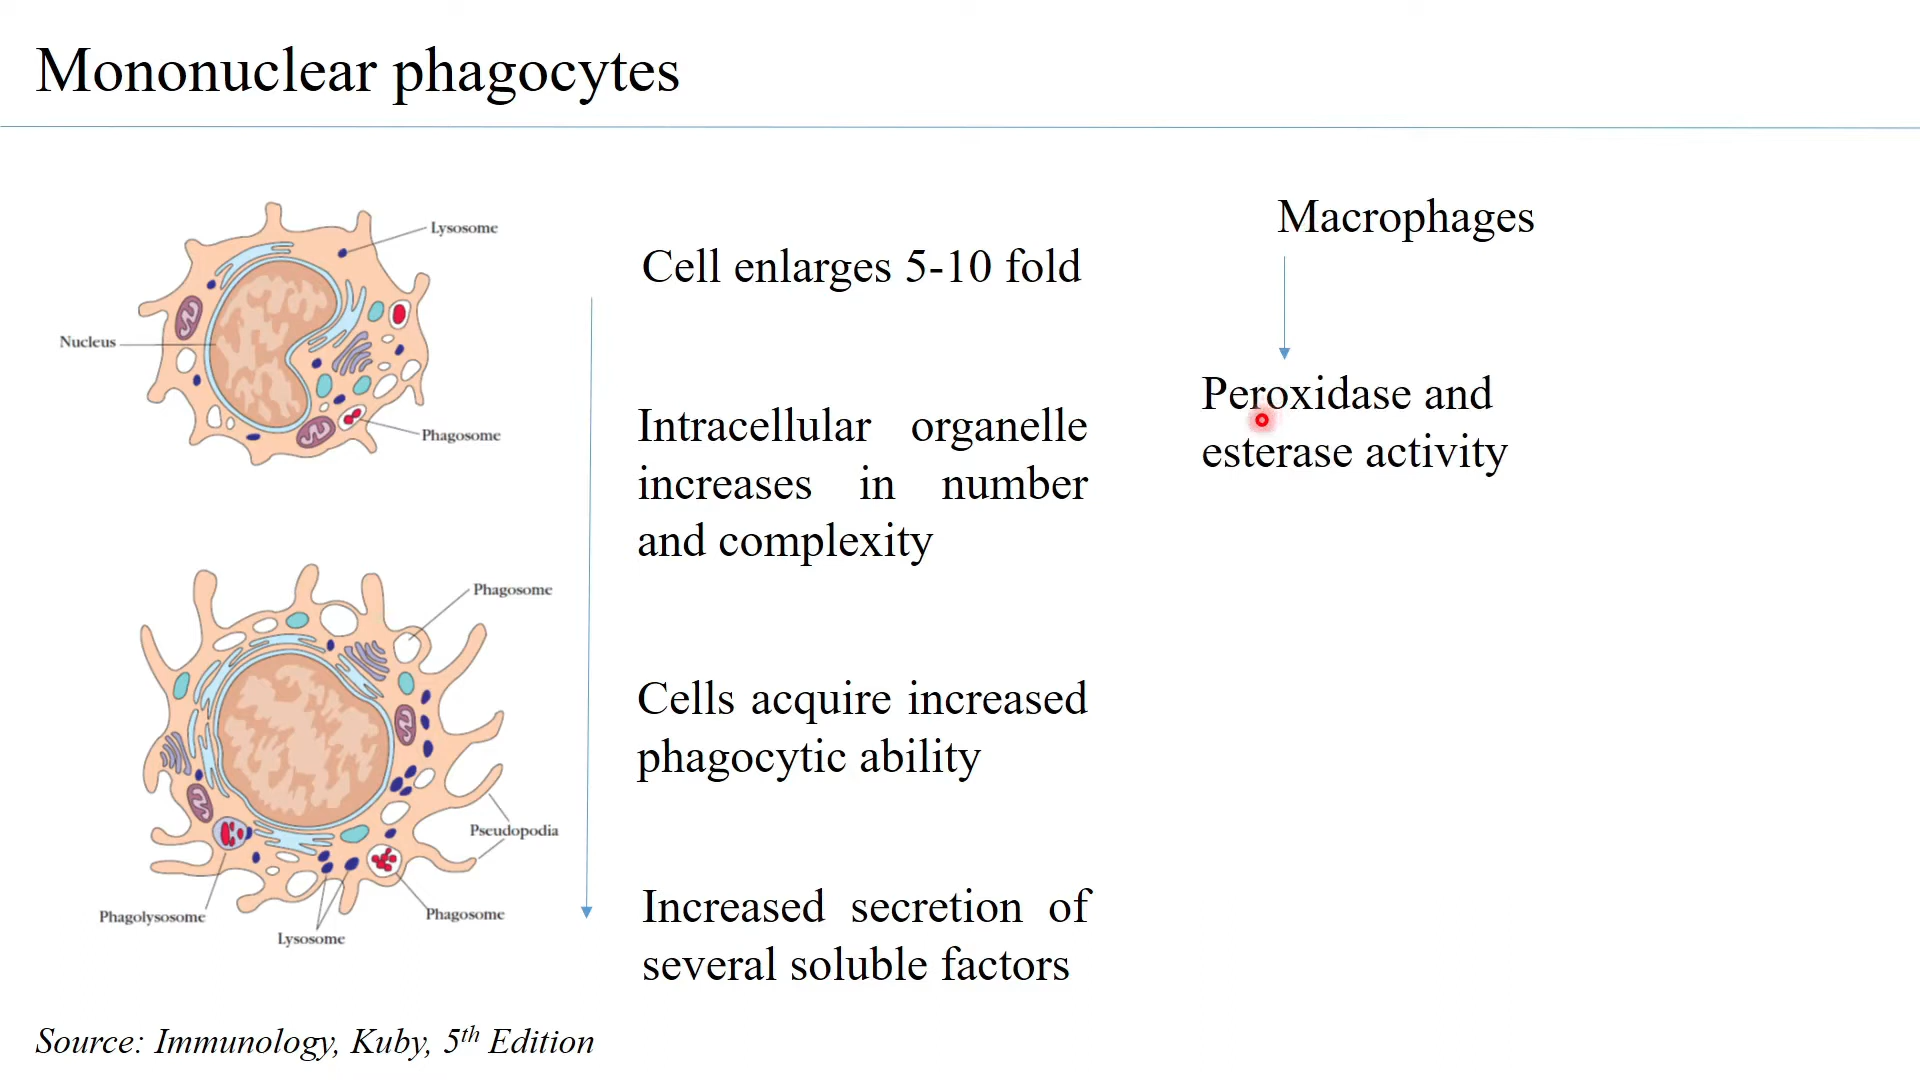 Mononuclear phagocytes
Lysosome
Nucleus
Phagosome
Phagosome
Pseudopodia
Phagolysosome
Phagosome
Lysosome
Cell enlarges 5-10 fold
Intracellular organelle
increases in number
and complexity
Cells acquire increased
phagocytic ability
Increased secretion of
several soluble factors
Macrophages
Peroxidase and
esterase activity
Source: Immunology, Kuby, 5th Edition